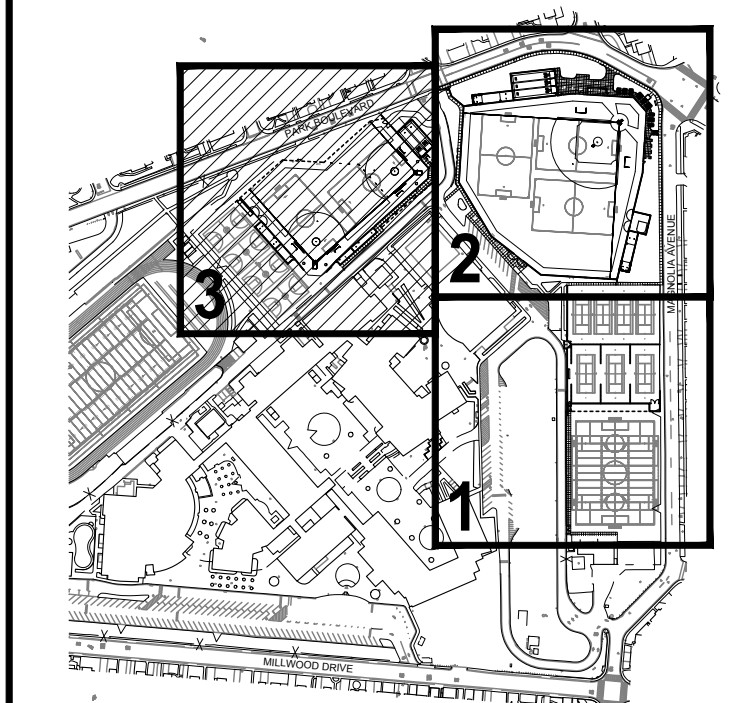 PARK BOULEVARD
2
MAGNOLIA AVENUE
3
1
MILLWOOD DRIVE